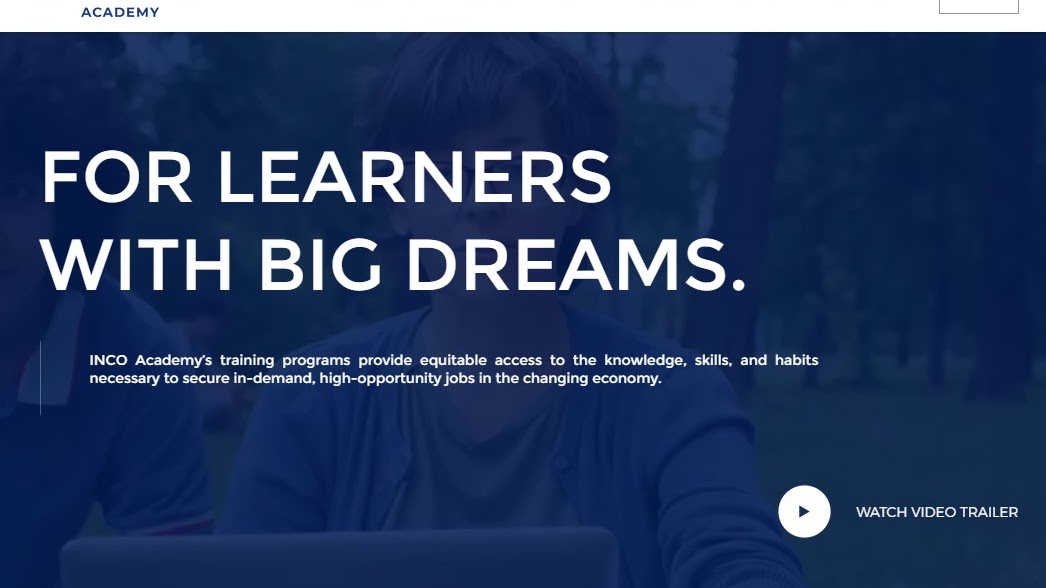 ACADEMY
FOR LEARNERS
WITH BIG DREAMS.
INCO Academy's training programs provide equitable access to the knowledge, skills, and habits
necessary to secure in-demand, high-opportunity jobs in the changing economy.
WATCH VIDEO TRAILER